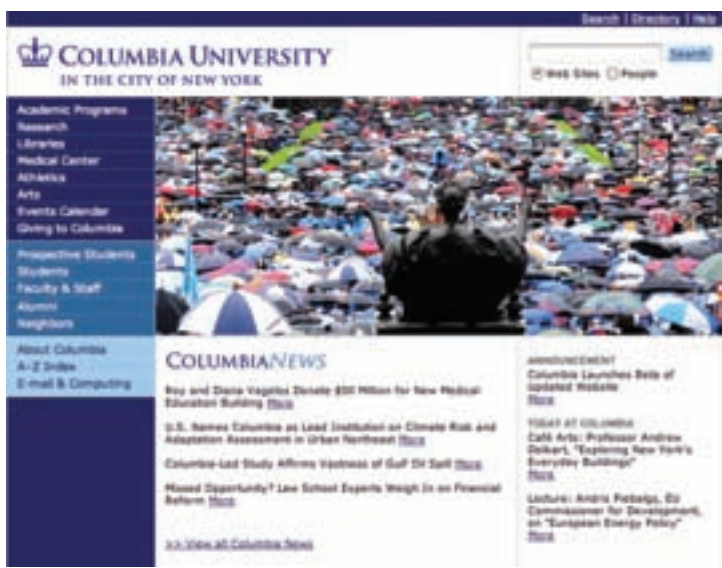 Search | Directory | Help
COLUMBIA UNIVERSITY
IN THE CITY OF NEW YORK
Search
Web Sites People
Academic Programs
Research
Libraries
Medical Center
Athletics
Arts
Events Calendar
Giving to Columbia
Prospective Students
Students
Faculty & Staff
Alumni
Neighbors
About Columbia
A-Z Index
E-mail & Computing
COLUMBIANEWS
Roy and Diana Vagelos Donate $50 Million for New Medical
Education Building More
U.S. Names Columbia as Lead Institution on Climate Risk and
Adaptation Assessment in Urban Northeast More
Columbia-Led Study Affirms Vastness of Gulf Oil Spill More
Missed Opportunity? Law School Experts Weigh In on Financial
Reform More
>> View all Columbia News
ANNOUNCEMENT
Columbia Launches Beta of
Updated Website
More
TODAY AT COLUMBIA
Café Arts: Professor Andrew
Dolkart, "Exploring New York's
Everyday Buildings"
More
Lecture: Andris Piebalgs, EU
Commissioner for Development,
on "European Energy Policy"
More